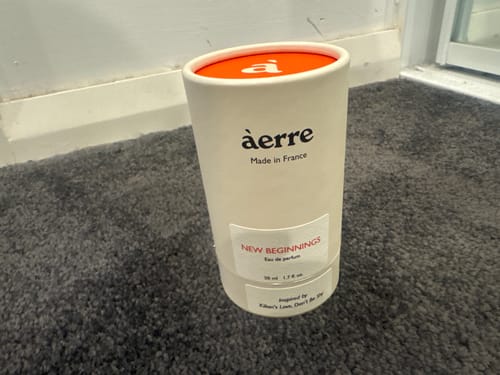 à
àerre
Made in France
NEW BEGINNINGS
Eau de parfum
50 ml 1.7 fl oz.
Inspired by
Kilian's Love, Don't Be Shy